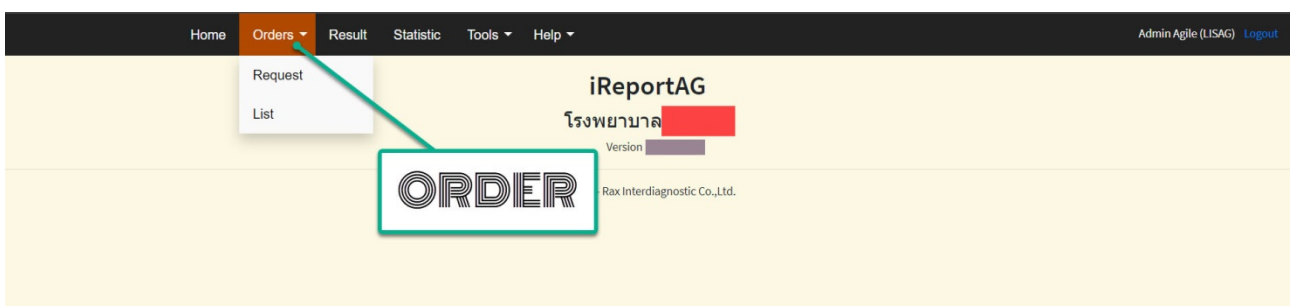 Home Orders Result Statistic Tools Help Admin Agile (LISAG) Logout
Request
List
iReportAG
โรงพยาบาล
Version
ORDER
Rax Interdiagnostic Co.,Ltd.